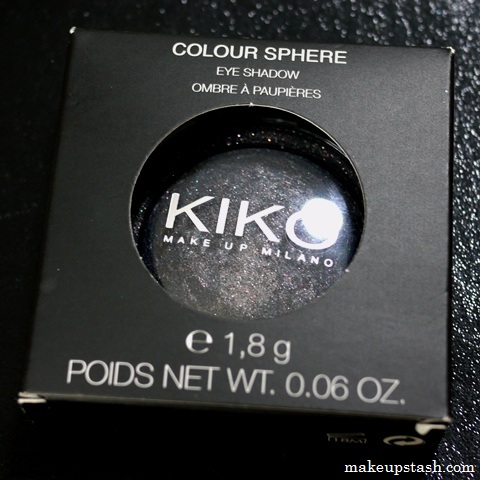 COLOUR SPHERE
EYE SHADOW
OMBRE À PAUPIÈRES
KIKO
MAKE UP MILANO
℮ 1,8 g
POIDS NET WT. 0.06 OZ.
makeupstash.com